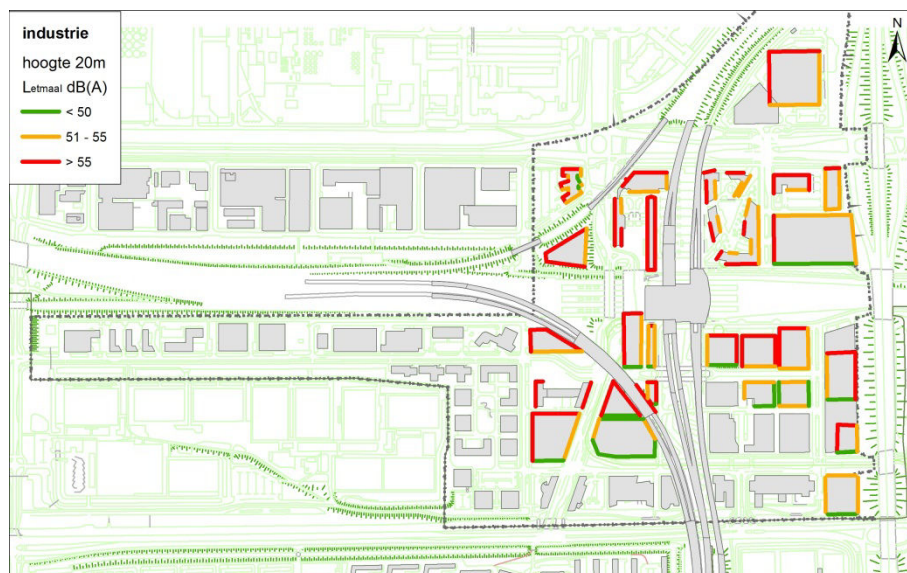 industrie
hoogte 20m
Letmaal dB(A)
< 50
51 - 55
> 55
N